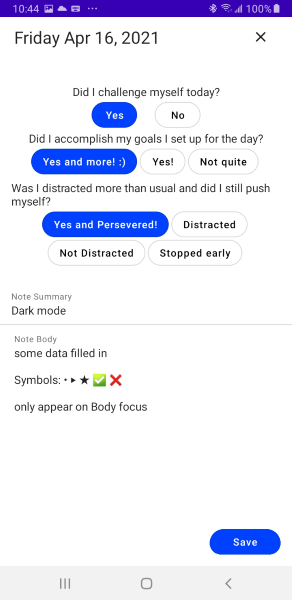 10:44 100%
Friday Apr 16, 2021
Did I challenge myself today?
Yes No
Did I accomplish my goals I set up for the day?
Yes and more! :) Yes! Not quite
Was I distracted more than usual and did I still push
myself?
Yes and Persevered! Distracted
Not Distracted Stopped early
Note Summary
Dark mode
Note Body
some data filled in
Symbols: • ▶ ★ ✅ ❌
only appear on Body focus
Save